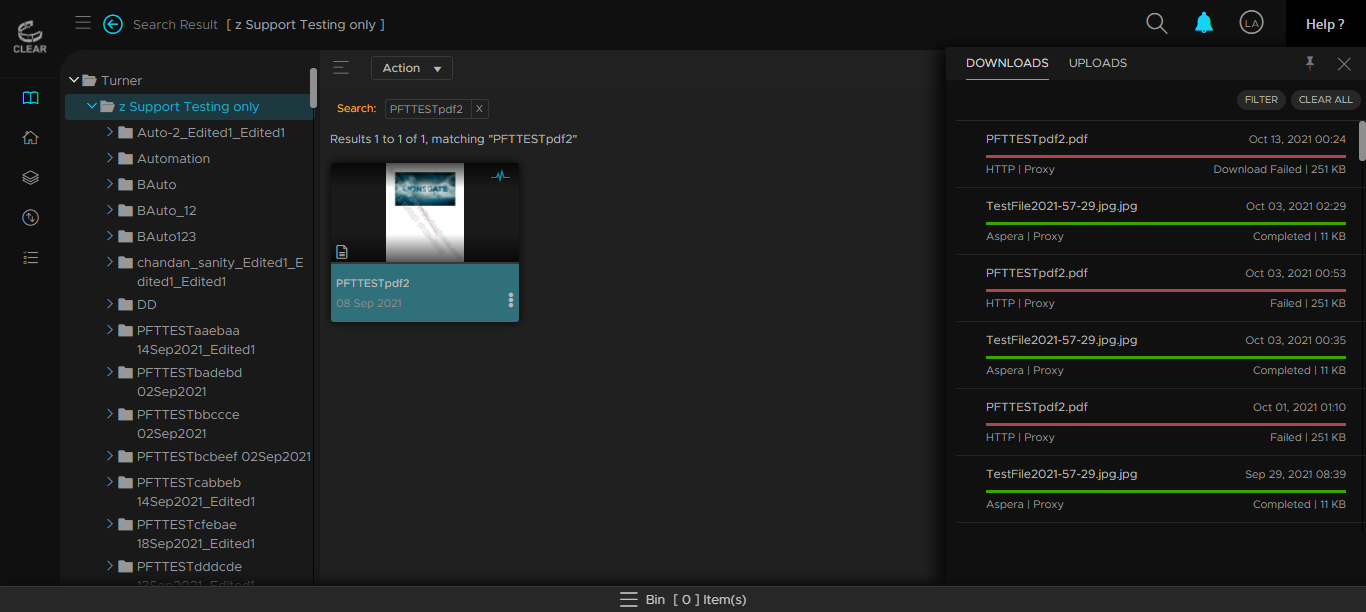 CLEAR
Search Result [ z Support Testing only ]
LA
Help ?
Turner
z Support Testing only
Auto-2_Edited1_Edited1
Automation
BAuto
BAuto_12
BAuto123
chandan_sanity_Edited1_E
dited1_Edited1
DD
PFTTESTaaebaa
14Sep2021_Edited1
PFTTESTbadebd
02Sep2021
PFTTESTbbccce
02Sep2021
PFTTESTbcbeef 02Sep2021
PFTTESTcabbeb
14Sep2021_Edited1
PFTTESTcfebae
18Sep2021_Edited1
PFTTESTdddcde
13Sep2021_Edited1
Action
Search: PFTTESTpdf2 X
Results 1 to 1 of 1, matching "PFTTESTpdf2"
LIONSGATE
PFTTESTpdf2
08 Sep 2021
DOWNLOADS UPLOADS
FILTER CLEAR ALL
PFTTESTpdf2.pdf Oct 13, 2021 00:24
HTTP | Proxy Download Failed | 251 KB
TestFile2021-57-29.jpg.jpg Oct 03, 2021 02:29
Aspera | Proxy Completed | 11 KB
PFTTESTpdf2.pdf Oct 03, 2021 00:53
HTTP | Proxy Failed | 251 KB
TestFile2021-57-29.jpg.jpg Oct 03, 2021 00:35
Aspera | Proxy Completed | 11 KB
PFTTESTpdf2.pdf Oct 01, 2021 01:10
HTTP | Proxy Failed | 251 KB
TestFile2021-57-29.jpg.jpg Sep 29, 2021 08:39
Aspera | Proxy Completed | 11 KB
Bin [ 0 ] Item(s)